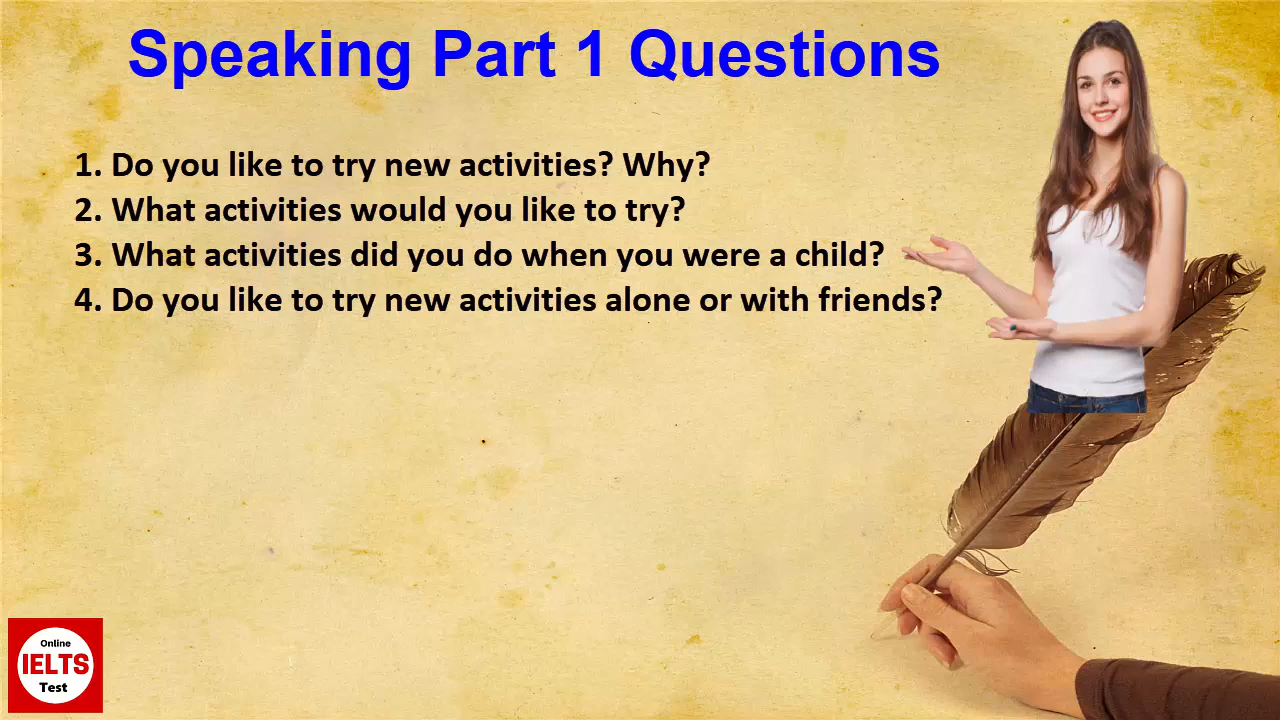 Speaking Part 1 Questions
1. Do you like to try new activities? Why?
2. What activities would you like to try?
3. What activities did you do when you were a child?
4. Do you like to try new activities alone or with friends?
Online
IELTS
Test